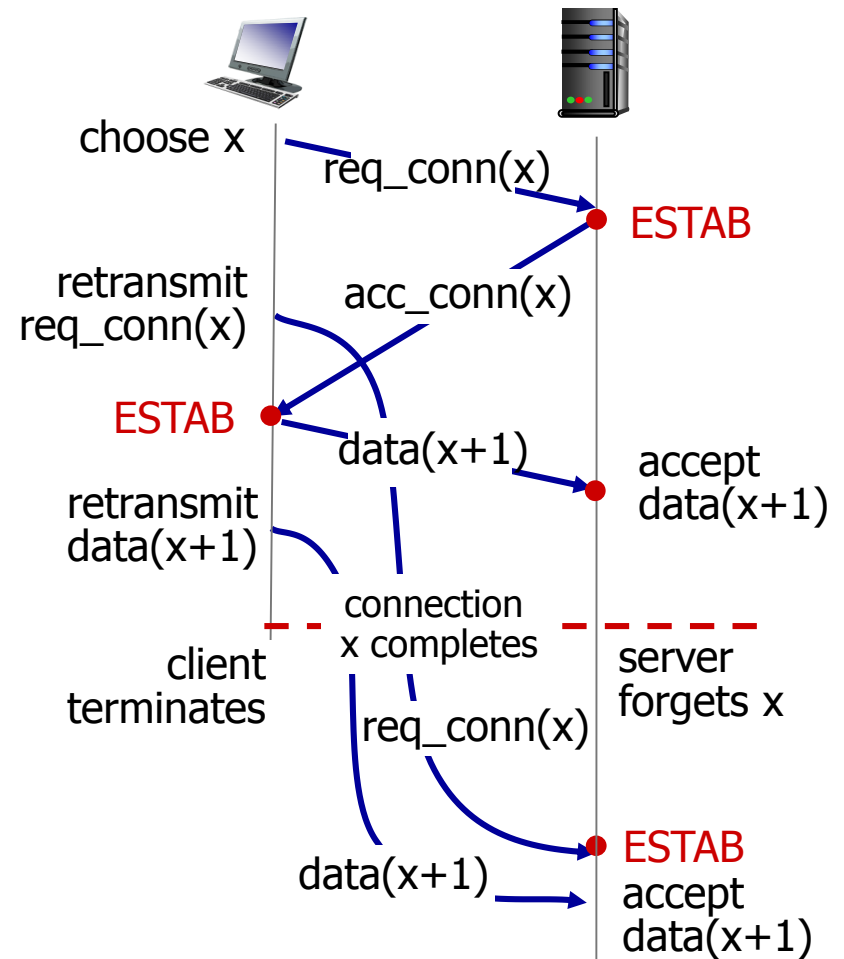 choose x
req_conn(x)
ESTAB
retransmit
req_conn(x)
acc_conn(x)
ESTAB
data(x+1)
accept
data(x+1)
retransmit
data(x+1)
connection
x completes
client
terminates
server
forgets x
req_conn(x)
ESTAB
data(x+1)
accept
data(x+1)